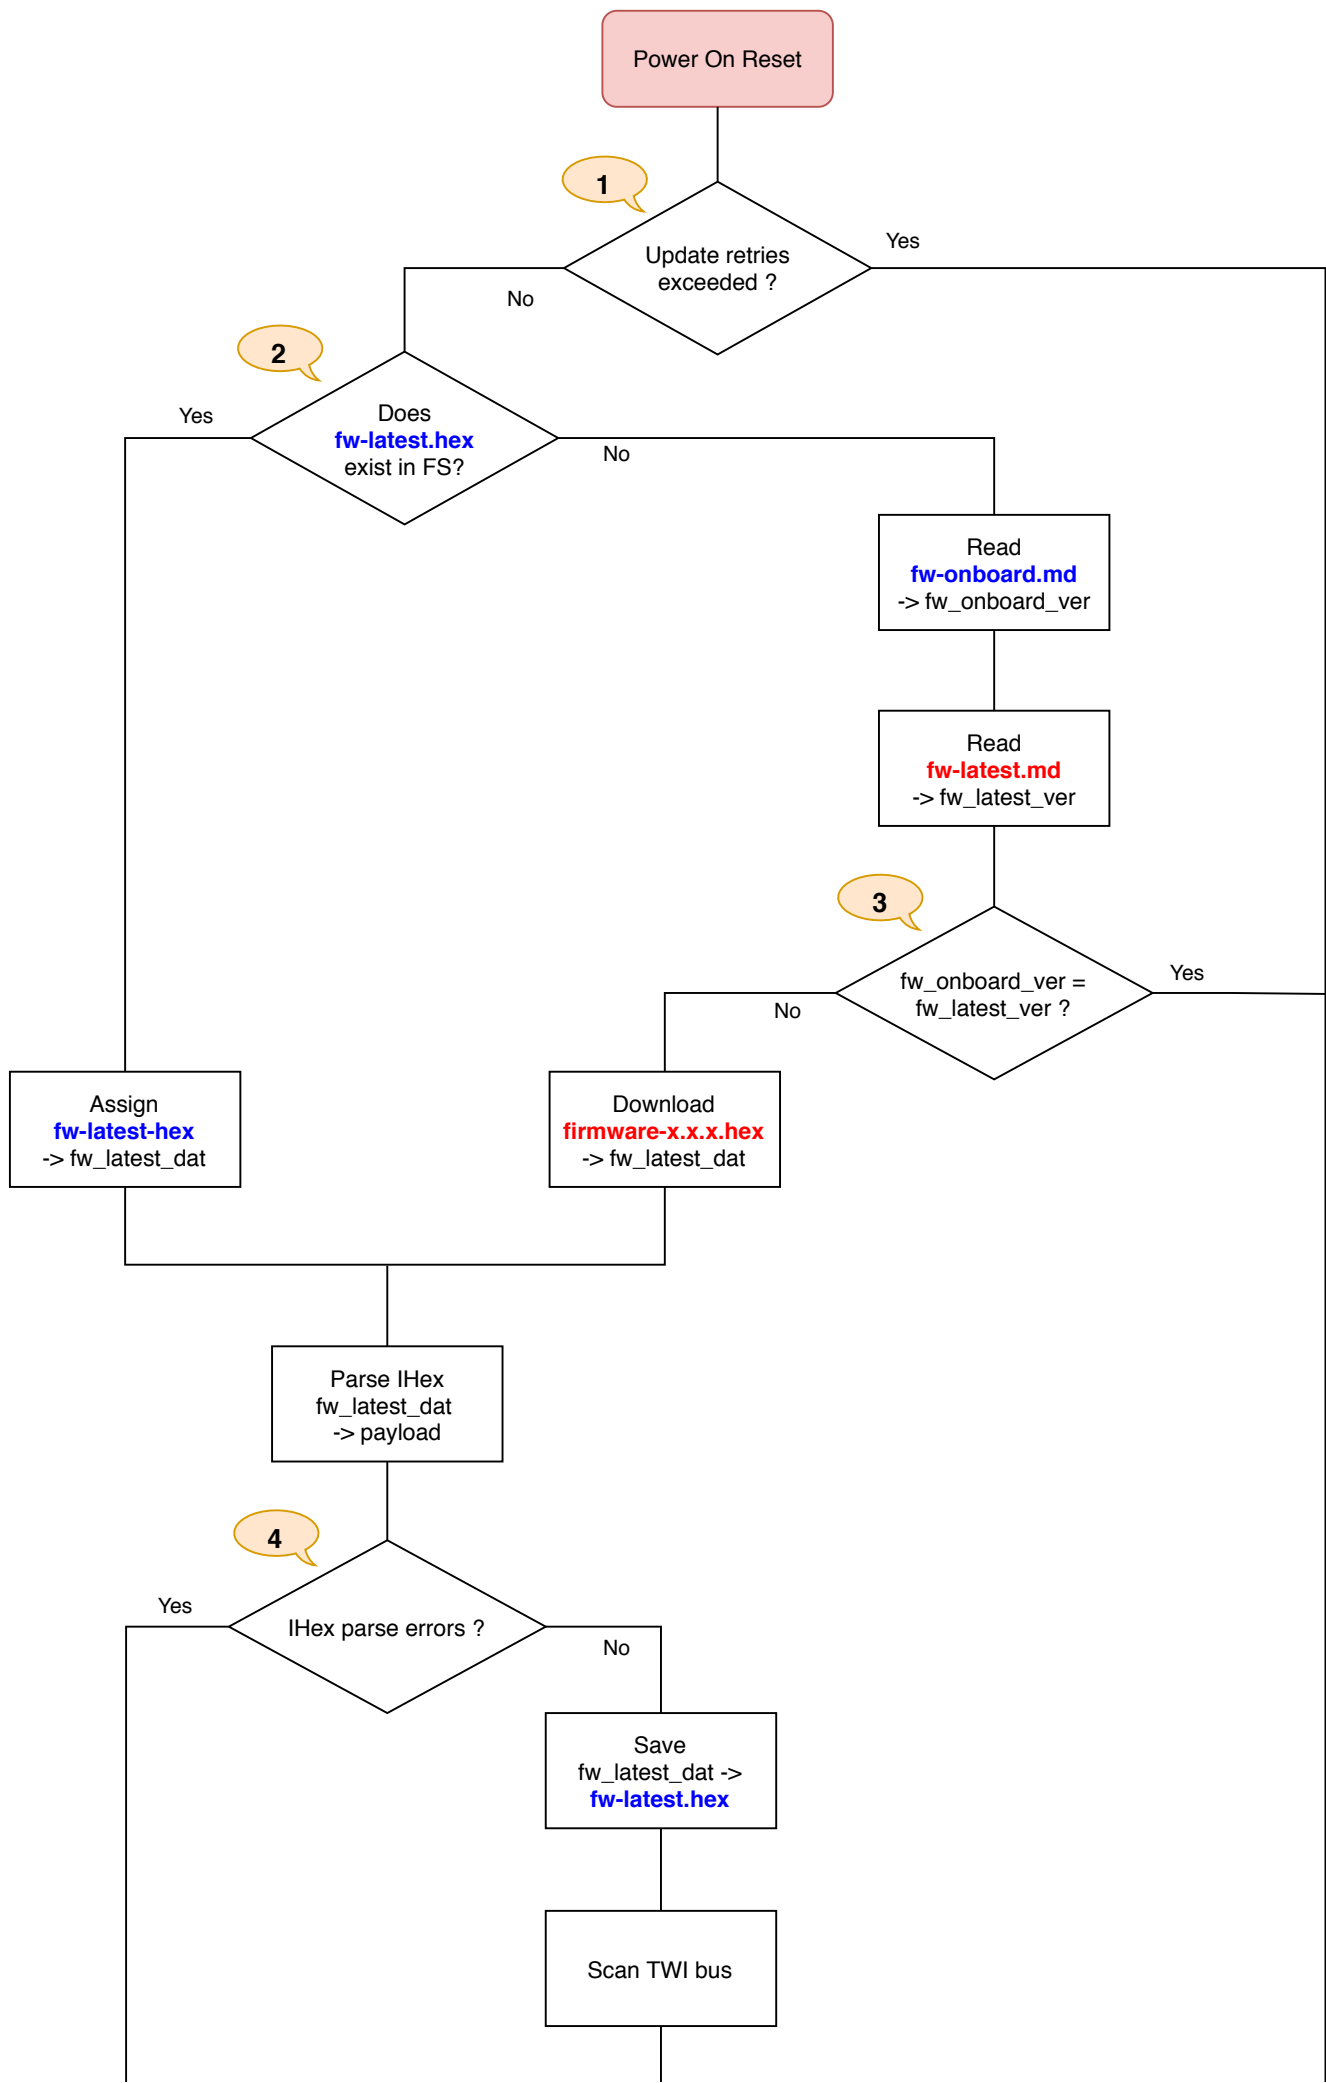 Power On Reset
1
Update retries
exceeded ?
Yes
No
2
Does
fw-latest.hex
exist in FS?
Yes
No
Read
fw-onboard.md
-> fw_onboard_ver
Read
fw-latest.md
-> fw_latest_ver
3
fw_onboard_ver =
fw_latest_ver ?
Yes
No
Assign
fw-latest-hex
-> fw_latest_dat
Download
firmware-x.x.x.hex
-> fw_latest_dat
Parse IHex
fw_latest_dat
-> payload
4
IHex parse errors ?
Yes
No
Save
fw_latest_dat ->
fw-latest.hex
Scan TWI bus